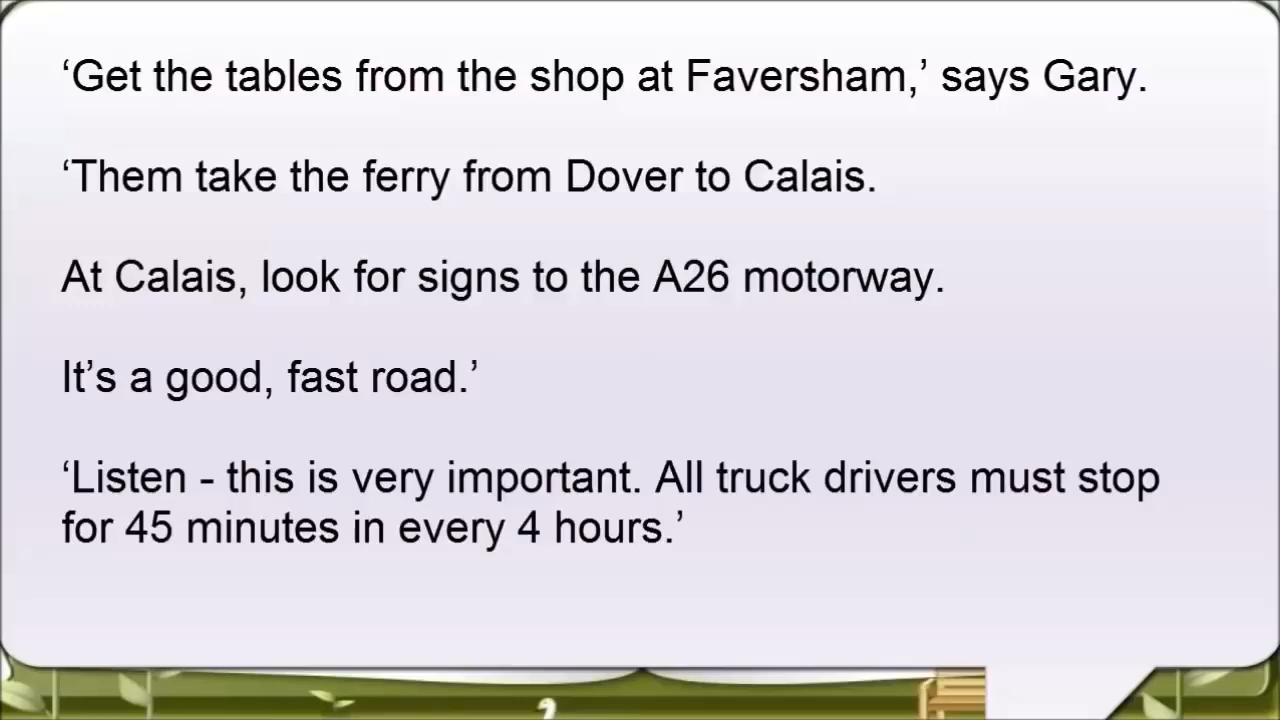 ‘Get the tables from the shop at Faversham,’ says Gary.
‘Them take the ferry from Dover to Calais.
At Calais, look for signs to the A26 motorway.
It’s a good, fast road.’
‘Listen - this is very important. All truck drivers must stop
for 45 minutes in every 4 hours.’